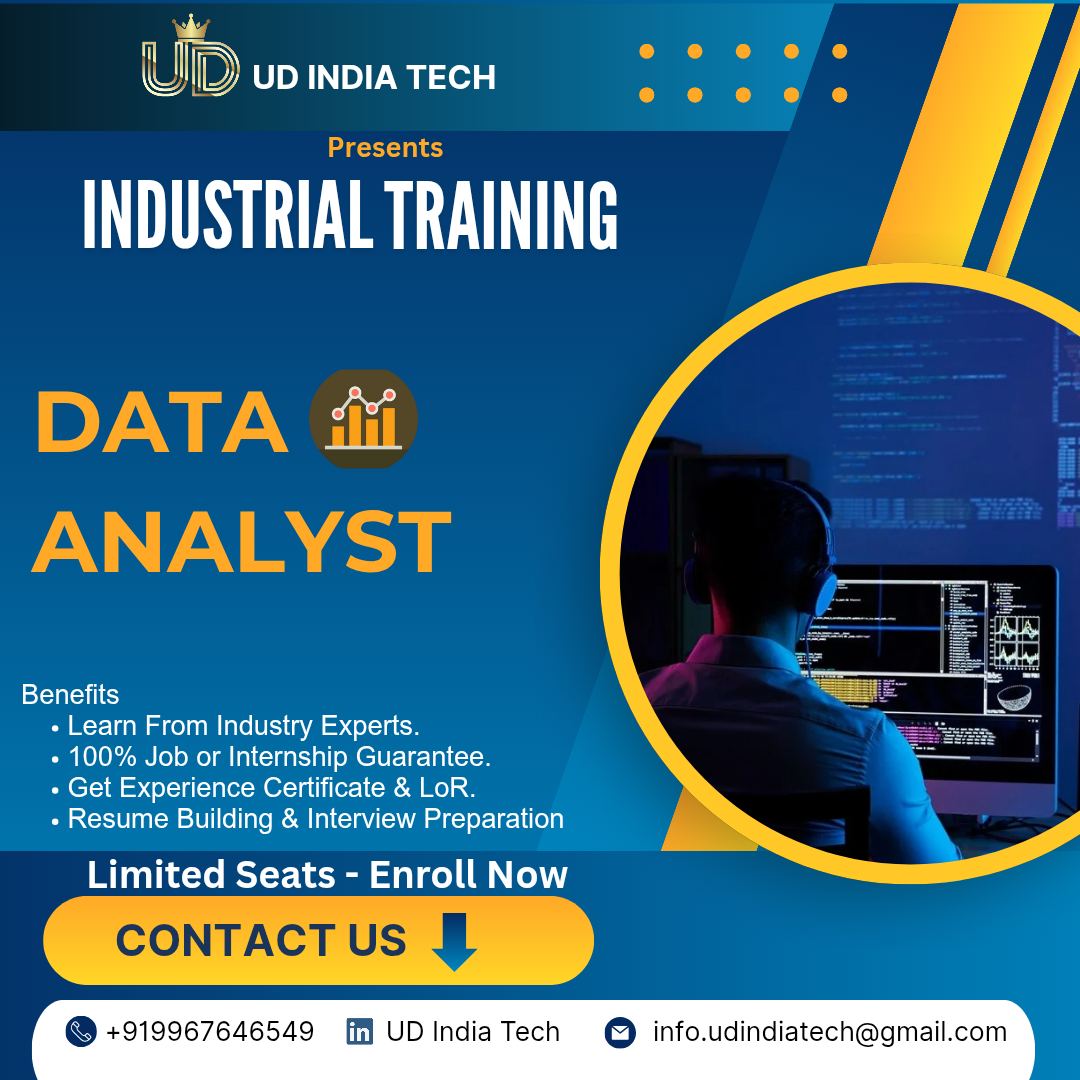 UD UD INDIA TECH
Presents
INDUSTRIAL TRAINING
DATA
ANALYST
Benefits
• Learn From Industry Experts.
• 100% Job or Internship Guarantee.
• Get Experience Certificate & LoR.
• Resume Building & Interview Preparation
Limited Seats - Enroll Now
CONTACT US
+919967646549 in UD India Tech info.udindiatech@gmail.com